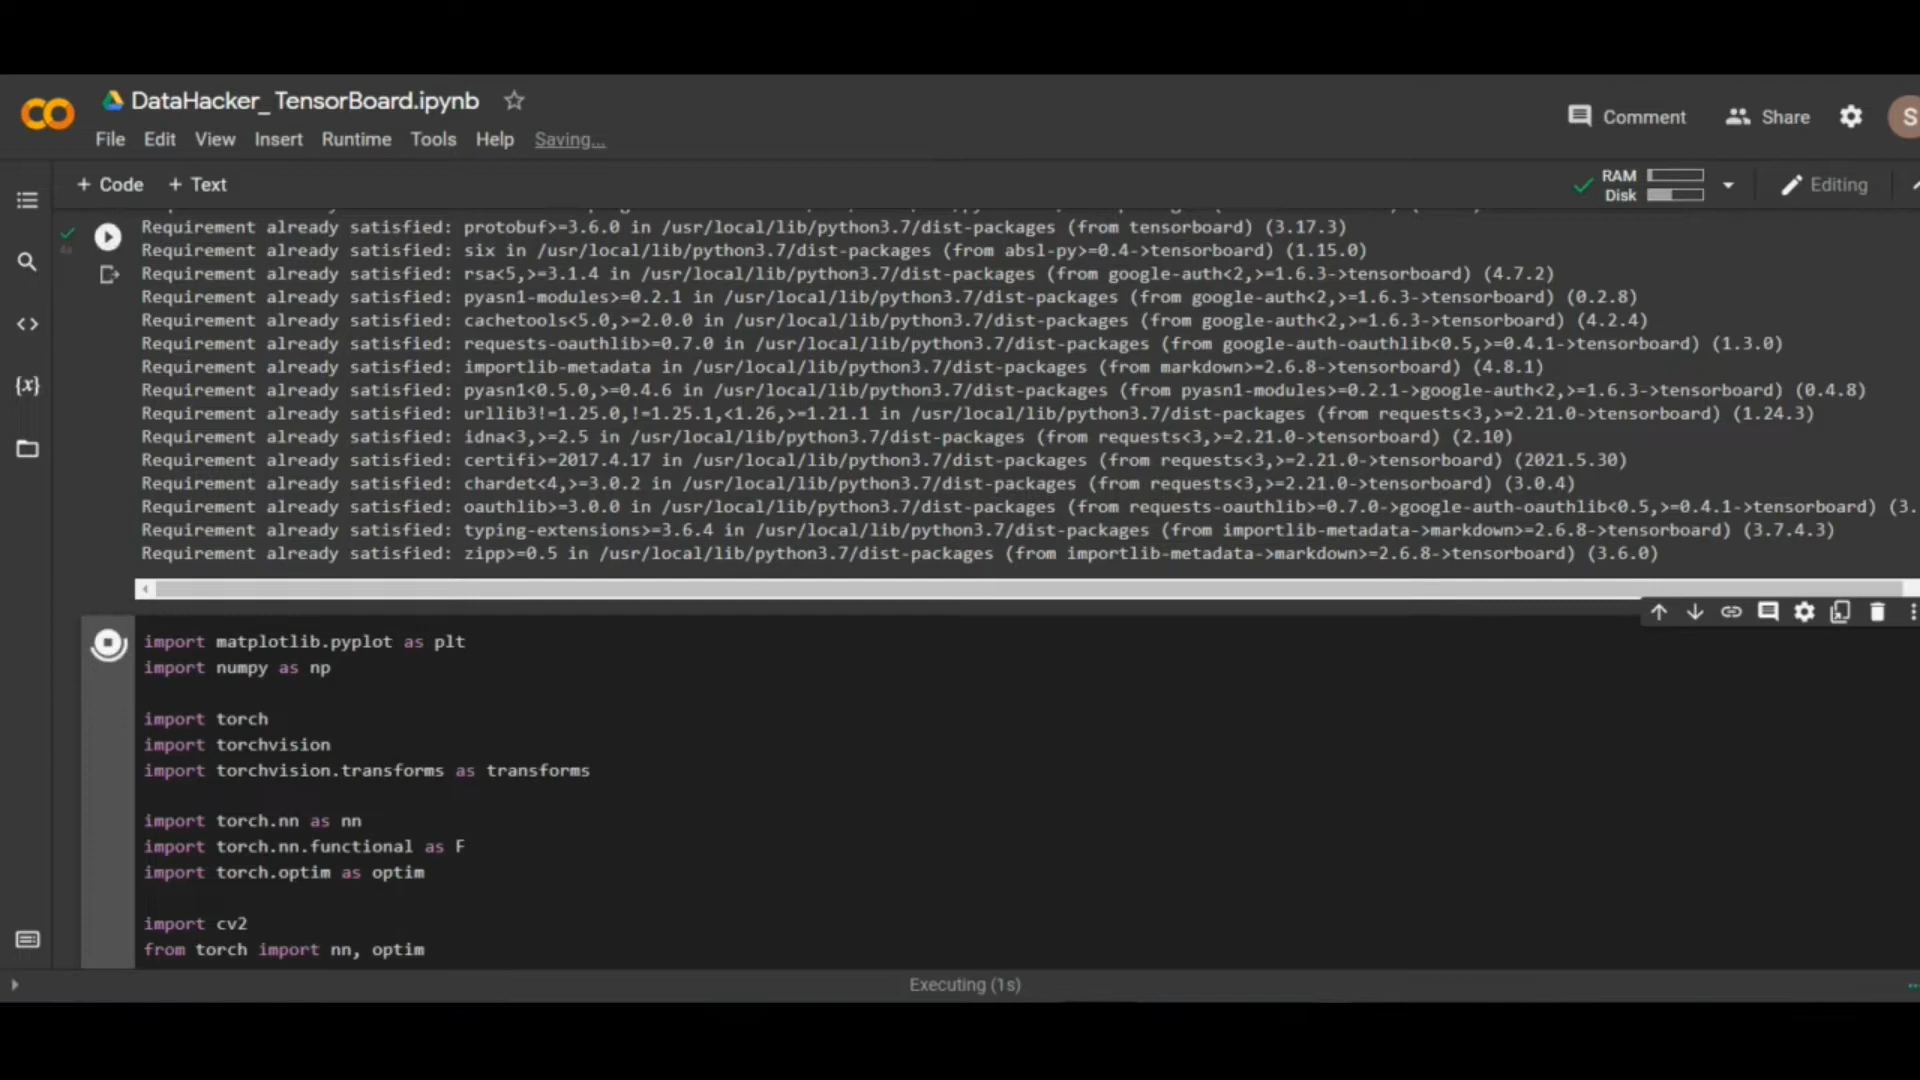 DataHacker_ TensorBoard.ipynb
Comment
Share
S
File Edit View Insert Runtime Tools Help Saving...
+ Code + Text
RAM
Disk
Editing
Requirement already satisfied: protobuf>=3.6.0 in /usr/local/lib/python3.7/dist-packages (from tensorboard) (3.17.3)
Requirement already satisfied: six in /usr/local/lib/python3.7/dist-packages (from absl-py>=0.4->tensorboard) (1.15.0)
Requirement already satisfied: rsa<5,>=3.1.4 in /usr/local/lib/python3.7/dist-packages (from google-auth<2,>=1.6.3->tensorboard) (4.7.2)
Requirement already satisfied: pyasn1-modules>=0.2.1 in /usr/local/lib/python3.7/dist-packages (from google-auth<2,>=1.6.3->tensorboard) (0.2.8)
Requirement already satisfied: cachetools<5.0,>=2.0.0 in /usr/local/lib/python3.7/dist-packages (from google-auth<2,>=1.6.3->tensorboard) (4.2.4)
Requirement already satisfied: requests-oauthlib>=0.7.0 in /usr/local/lib/python3.7/dist-packages (from google-auth-oauthlib<0.5,>=0.4.1->tensorboard) (1.3.0)
Requirement already satisfied: importlib-metadata in /usr/local/lib/python3.7/dist-packages (from markdown>=2.6.8->tensorboard) (4.8.1)
Requirement already satisfied: pyasn1<0.5.0,>=0.4.6 in /usr/local/lib/python3.7/dist-packages (from pyasn1-modules>=0.2.1->google-auth<2,>=1.6.3->tensorboard) (0.4.8)
Requirement already satisfied: urllib3!=1.25.0,!=1.25.1,<1.26,>=1.21.1 in /usr/local/lib/python3.7/dist-packages (from requests<3,>=2.21.0->tensorboard) (1.24.3)
Requirement already satisfied: idna<3,>=2.5 in /usr/local/lib/python3.7/dist-packages (from requests<3,>=2.21.0->tensorboard) (2.10)
Requirement already satisfied: certifi>=2017.4.17 in /usr/local/lib/python3.7/dist-packages (from requests<3,>=2.21.0->tensorboard) (2021.5.30)
Requirement already satisfied: chardet<4,>=3.0.2 in /usr/local/lib/python3.7/dist-packages (from requests<3,>=2.21.0->tensorboard) (3.0.4)
Requirement already satisfied: oauthlib>=3.0.0 in /usr/local/lib/python3.7/dist-packages (from requests-oauthlib>=0.7.0->google-auth-oauthlib<0.5,>=0.4.1->tensorboard) (3.
Requirement already satisfied: typing-extensions>=3.6.4 in /usr/local/lib/python3.7/dist-packages (from importlib-metadata->markdown>=2.6.8->tensorboard) (3.7.4.3)
Requirement already satisfied: zipp>=0.5 in /usr/local/lib/python3.7/dist-packages (from importlib-metadata->markdown>=2.6.8->tensorboard) (3.6.0)
import matplotlib.pyplot as plt
import numpy as np
import torch
import torchvision
import torchvision.transforms as transforms
import torch.nn as nn
import torch.nn.functional as F
import torch.optim as optim
import cv2
from torch import nn, optim
Executing (1s)